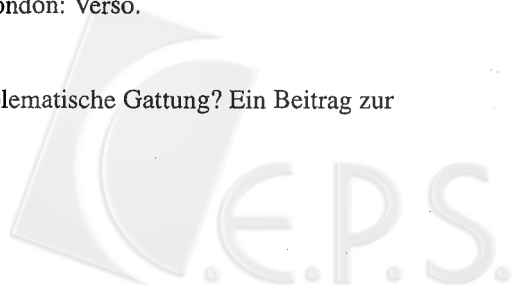 ondon: Verso.
lematische Gattung? Ein Beitrag zur
C.E.P.S.